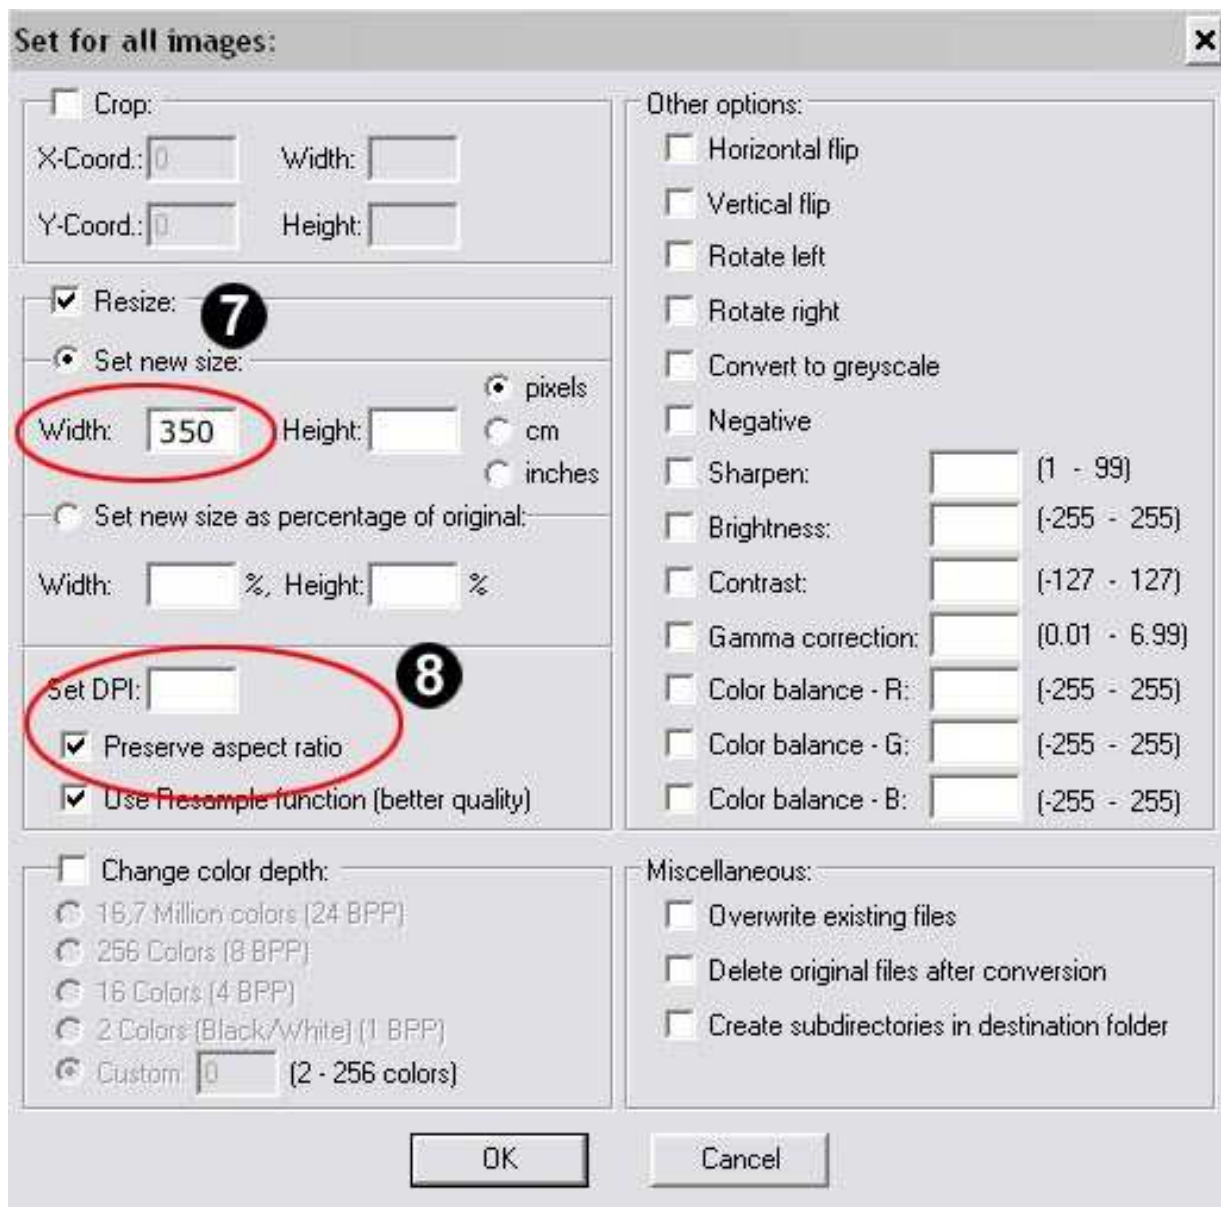 Set for all images:
Crop:
X-Coord.: 0 Width:
Y-Coord.: 0 Height:
Resize:
7
Set new size:
Width: 350 Height:
pixels
cm
inches
Set new size as percentage of original:
Width: %, Height: %
8
Set DPI:
Preserve aspect ratio
Use Resample function (better quality)
Change color depth:
16,7 Million colors (24 BPP)
256 Colors (8 BPP)
16 Colors (4 BPP)
2 Colors (Black/White) (1 BPP)
Custom: 0 (2 - 256 colors)
Other options:
Horizontal flip
Vertical flip
Rotate left
Rotate right
Convert to greyscale
Negative
Sharpen: (1 - 99)
Brightness: (-255 - 255)
Contrast: (-127 - 127)
Gamma correction: (0.01 - 6.99)
Color balance - R: (-255 - 255)
Color balance - G: (-255 - 255)
Color balance - B: (-255 - 255)
Miscellaneous:
Overwrite existing files
Delete original files after conversion
Create subdirectories in destination folder
OK Cancel